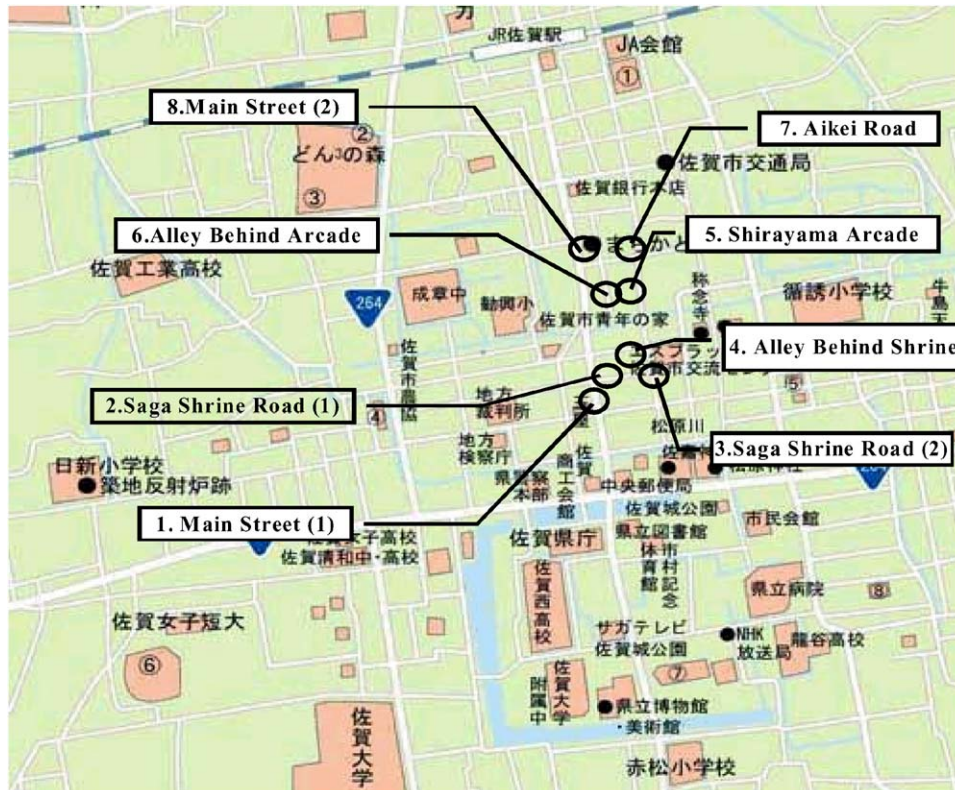 JR佐賀駅
JA会館
①
8.Main Street (2)
②
どん3の森
③
7. Aikei Road
佐賀市交通局
佐賀銀行本店
6.Alley Behind Arcade
5. Shirayama Arcade
佐賀工業高校
264
成章中
勧興小
佐賀市青年の家
称念寺
循誘小学校
4. Alley Behind Shrine
佐賀市農協
⑤
2.Saga Shrine Road (1)
④
地方裁判所
松原川
3.Saga Shrine Road (2)
日新小学校
築地反射炉跡
地方検察庁
県警察本部
佐賀商工会館
中央郵便局
1. Main Street (1)
佐賀城公園
市民会館
佐賀清和中・高校
佐賀県庁
県立図書館
市村記念体育館
佐賀西高校
県立病院
⑧
佐賀女子短大
サガテレビ
佐賀城公園
NHK放送局
龍谷高校
⑥
⑦
佐賀大学附属中
県立博物館・美術館
佐賀大学
赤松小学校